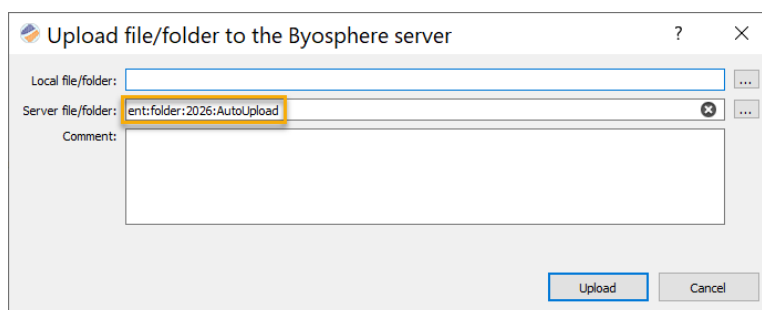 Upload file/folder to the Byosphere server ? ×
Local file/folder: ...
Server file/folder: ent:folder:2026:AutoUpload ...
Comment:
Upload Cancel